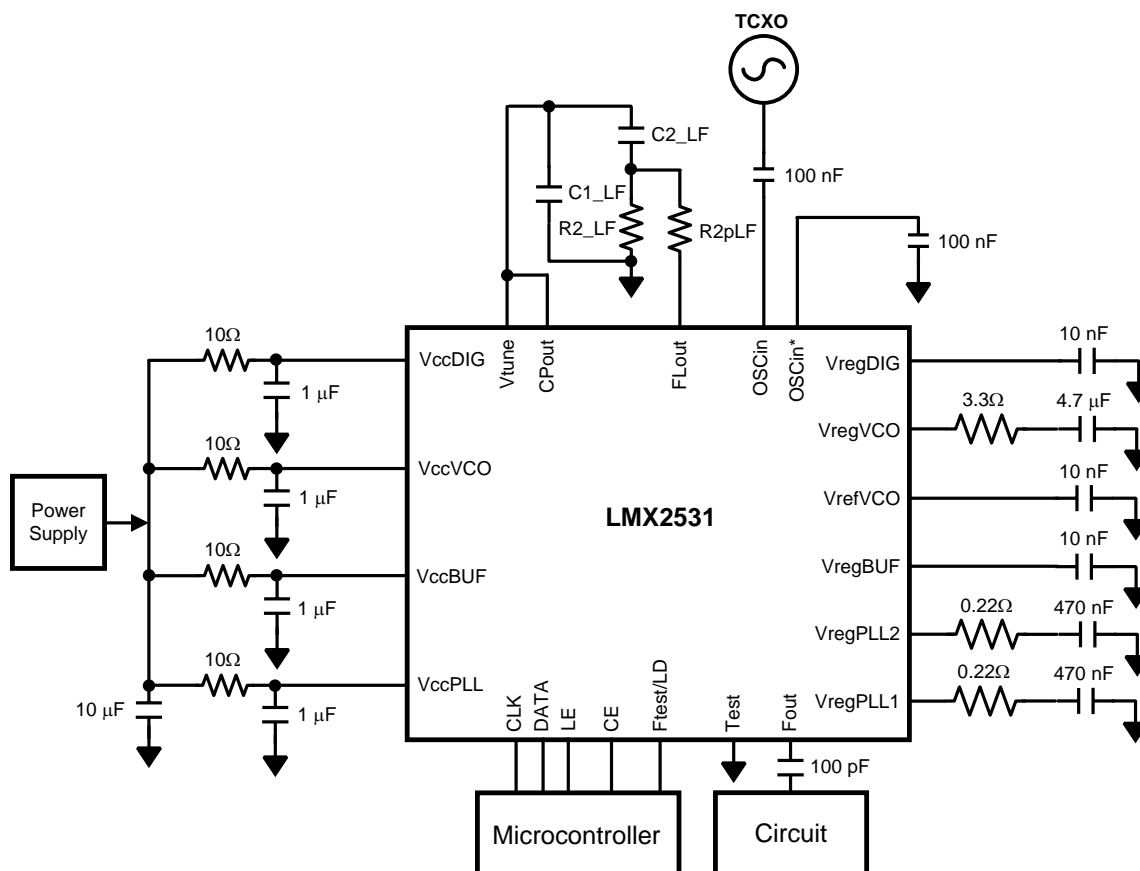 TCXO
C2_LF
100 nF
C1_LF
R2_LF
R2pLF
100 nF
10Ω
VccDIG
1 μF
10Ω
VccVCO
1 μF
Power
Supply
10Ω
VccBUF
1 μF
10Ω
VccPLL
10 μF
1 μF
Vtune
CPout
FLout
OSCin
OSCin*
LMX2531
VregDIG
10 nF
3.3Ω
4.7 μF
VregVCO
10 nF
VrefVCO
10 nF
VregBUF
0.22Ω
470 nF
VregPLL2
0.22Ω
470 nF
VregPLL1
CLK
DATA
LE
CE
Ftest/LD
Test
Fout
100 pF
Microcontroller
Circuit